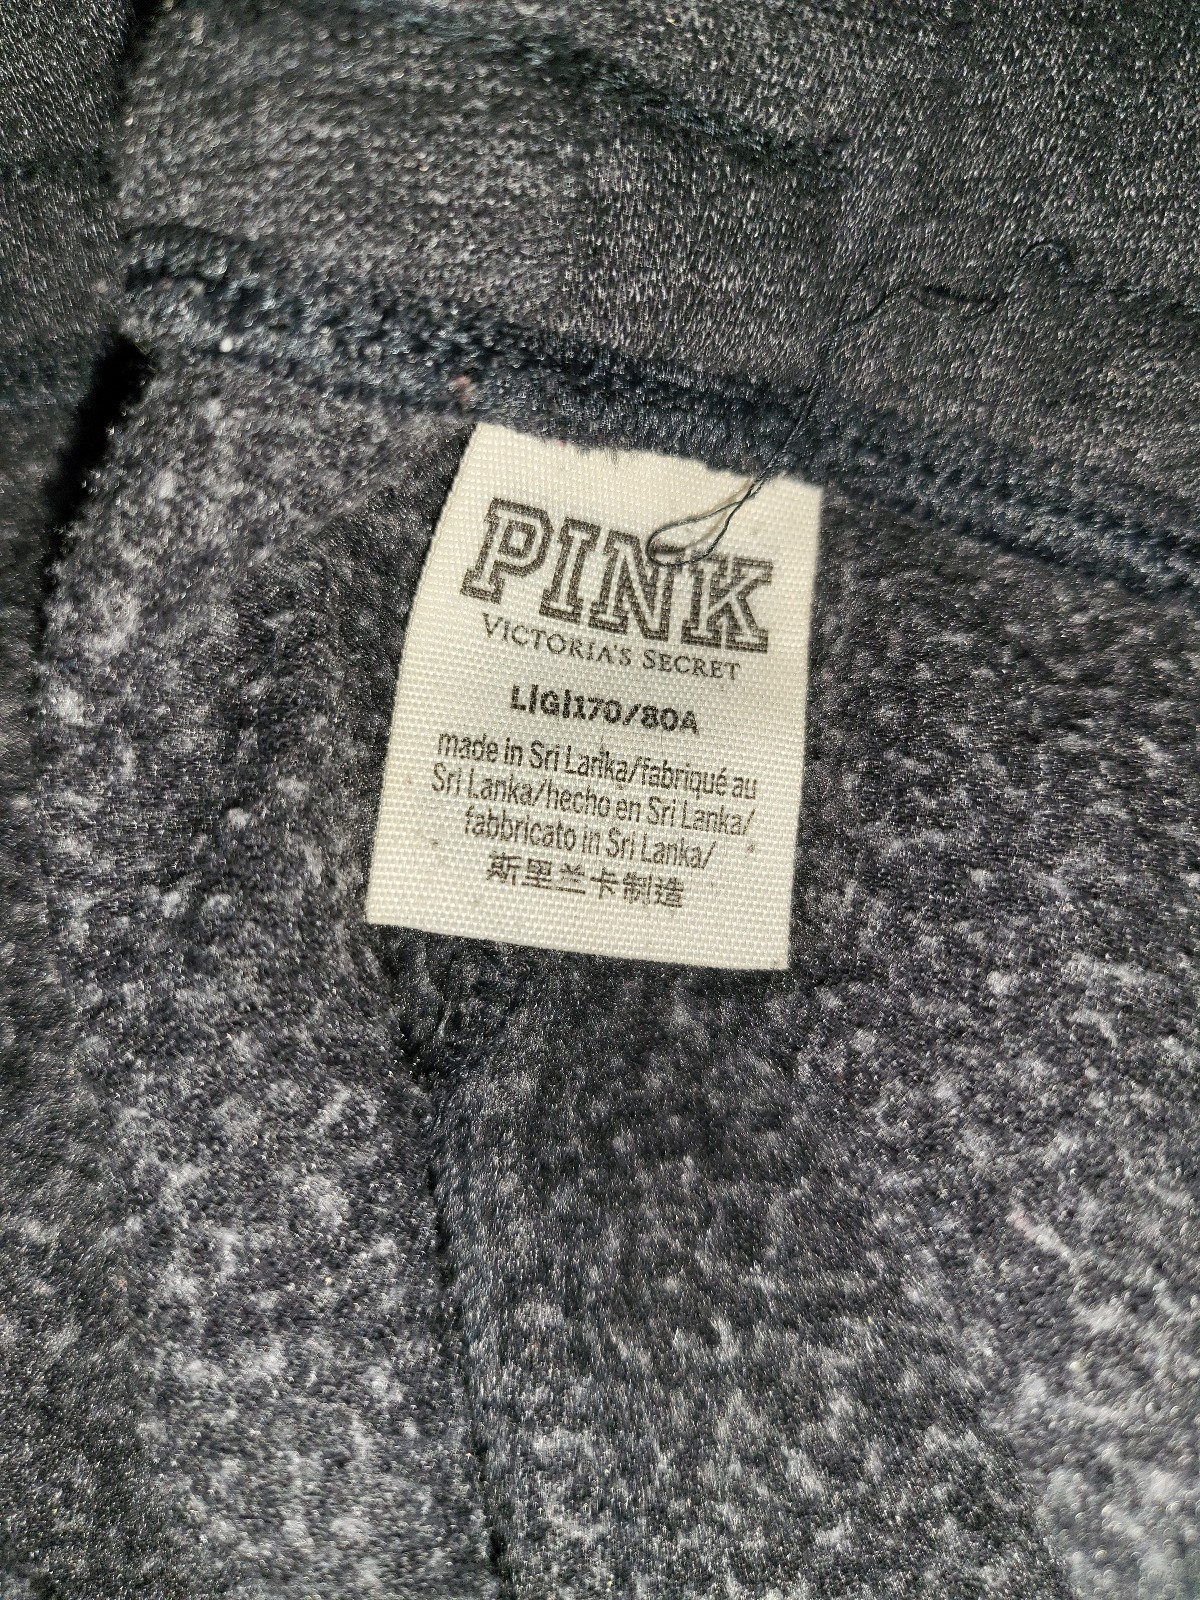 PINK
VICTORIA'S SECRET
L|G|170/80A
made in Sri Lanka/fabriqué au
Sri Lanka/hecho en Sri Lanka/
fabbricato in Sri Lanka/
斯里兰卡制造